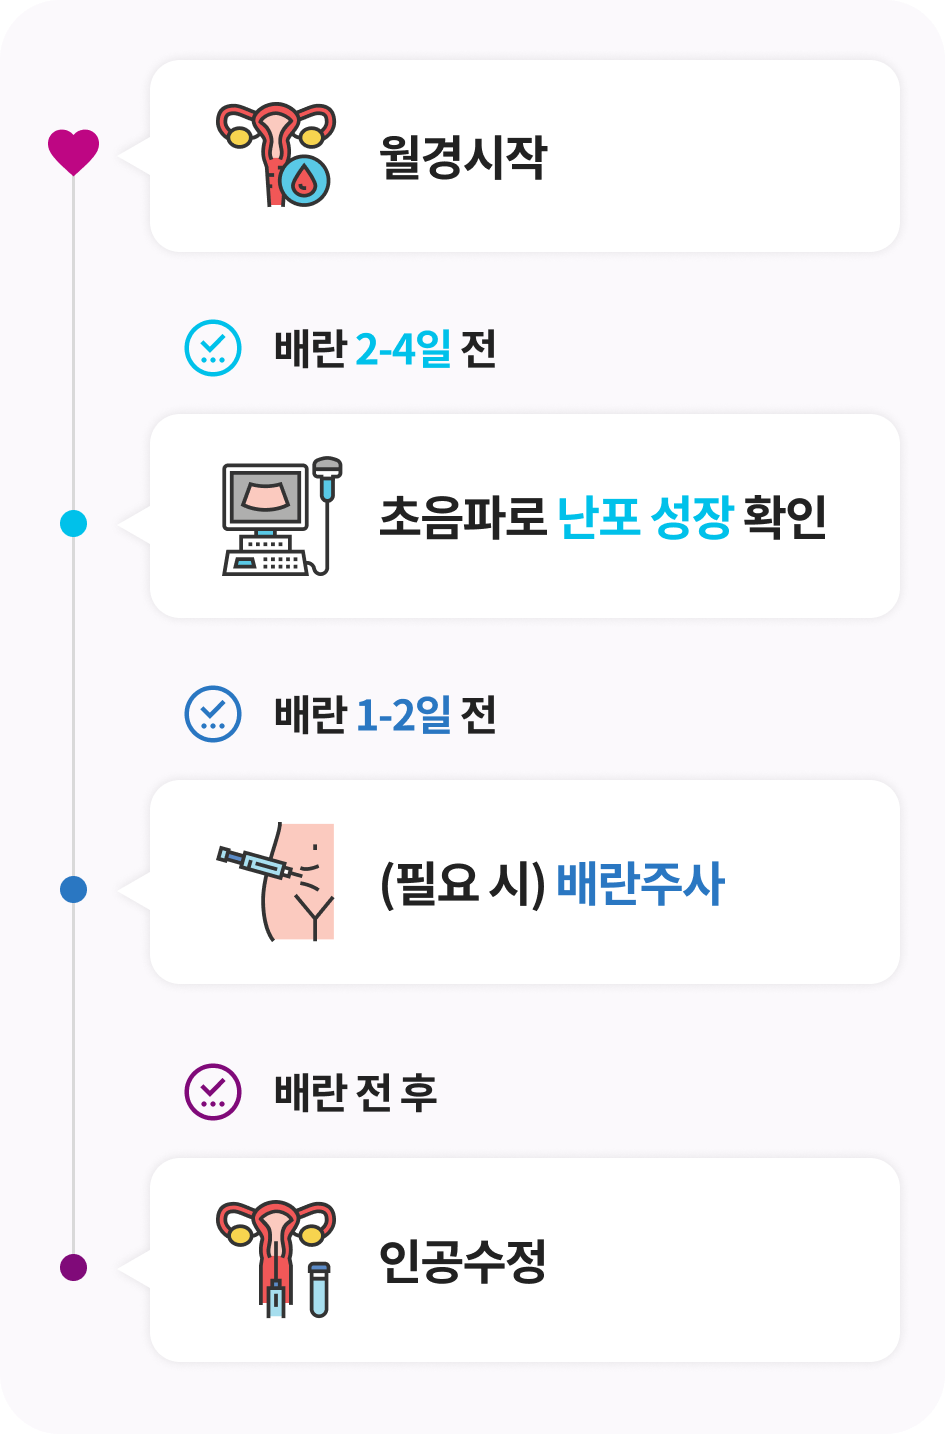 월경시작
배란 2-4일 전
초음파로 난포 성장 확인
배란 1-2일 전
(필요 시) 배란주사
배란 전 후
인공수정